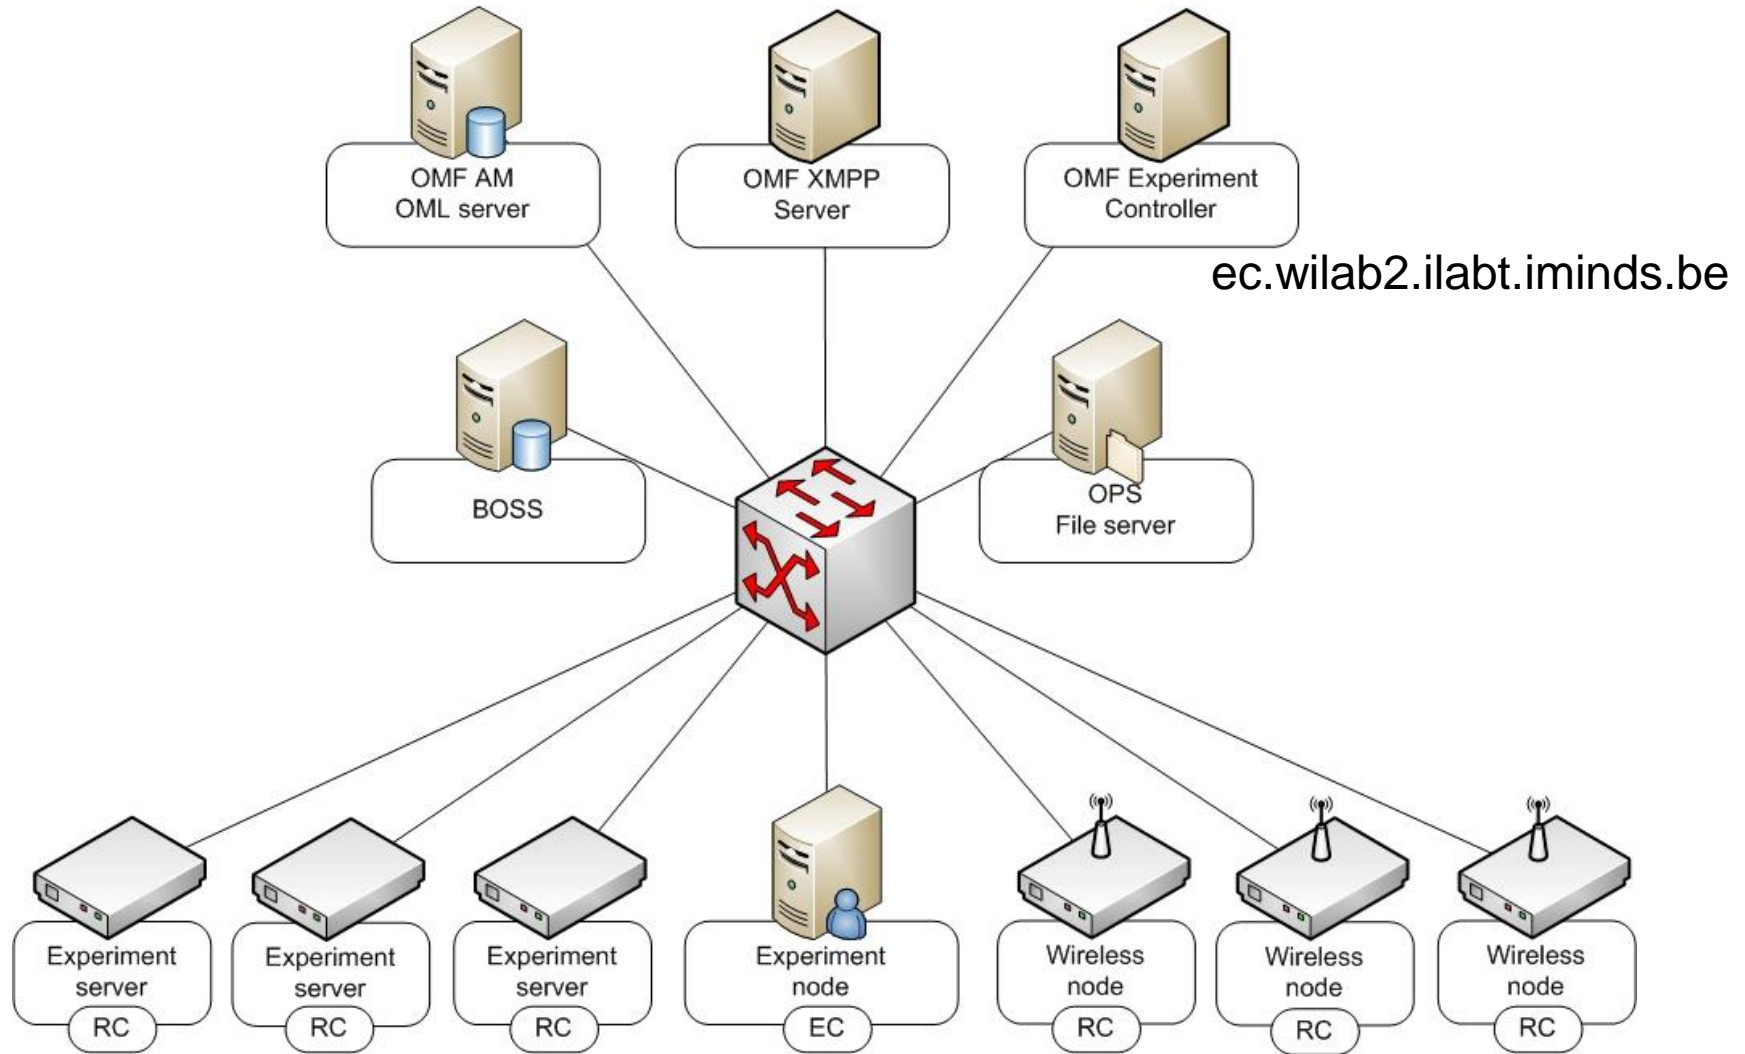 OMF AM
OML server
OMF XMPP
Server
OMF Experiment
Controller
ec.wilab2.ilabt.iminds.be
BOSS
OPS
File server
Experiment
server
RC
Experiment
server
RC
Experiment
server
RC
Experiment
node
EC
Wireless
node
RC
Wireless
node
RC
Wireless
node
RC